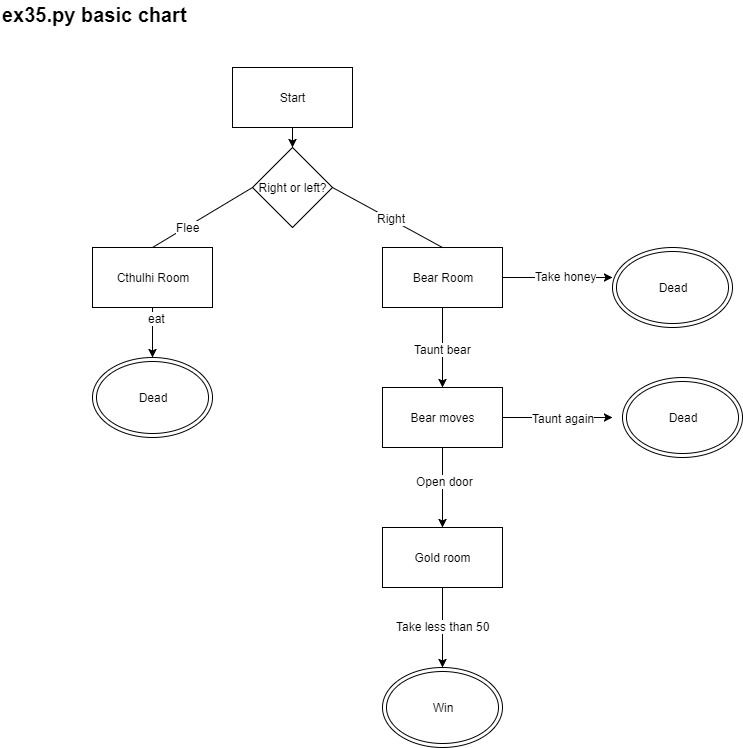 ex35.py basic chart
Start
Right or left?
Flee
Right
Cthulhi Room
Bear Room
Take honey
Dead
eat
Taunt bear
Dead
Bear moves
Taunt again
Dead
Open door
Gold room
Take less than 50
Win